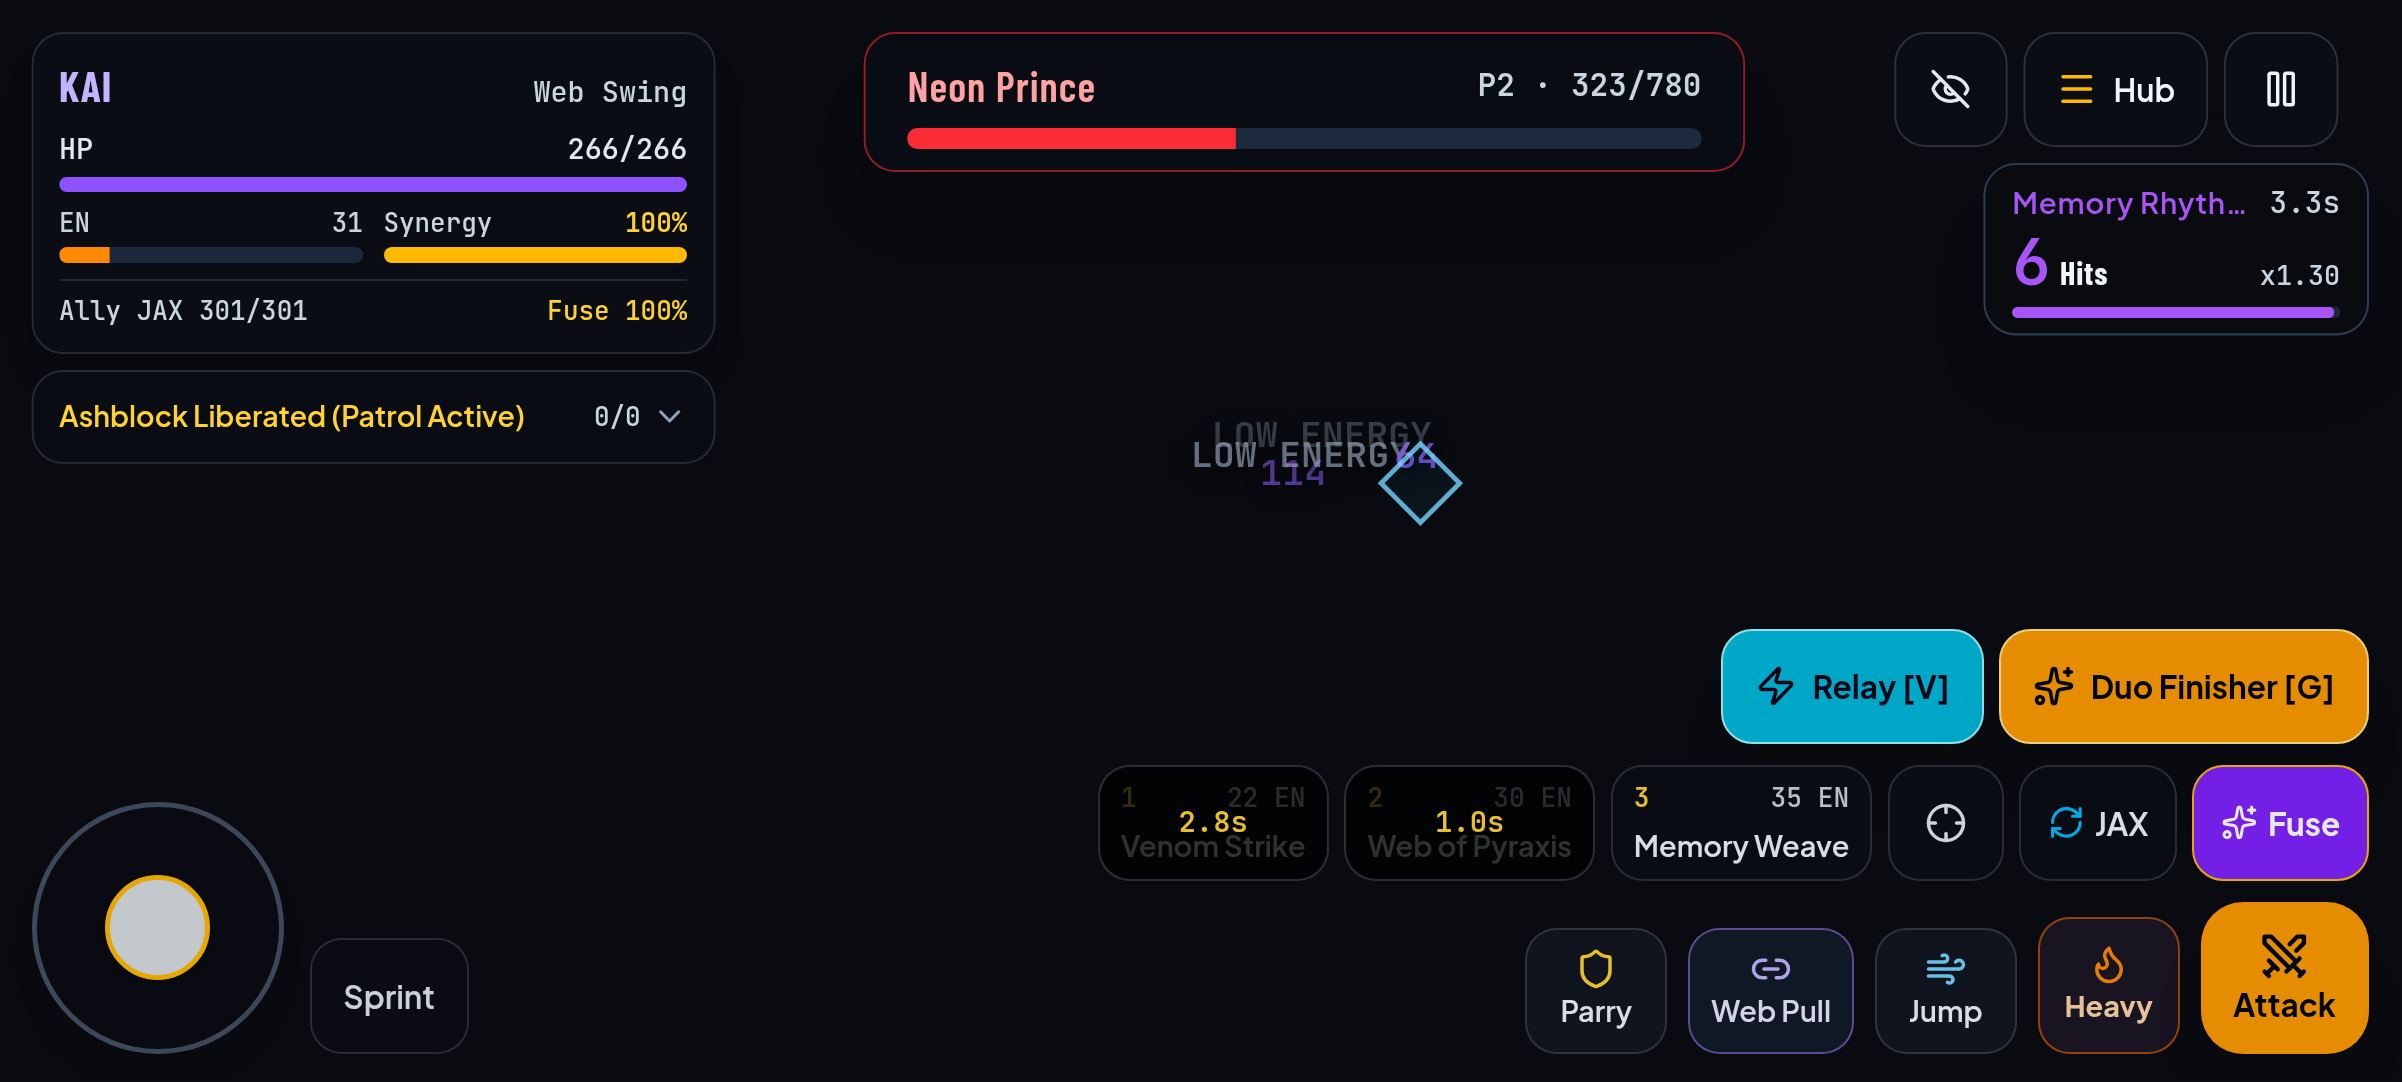 KAI
Web Swing
HP 266/266
EN 31 Synergy 100%
Ally JAX 301/301 Fuse 100%
Ashblock Liberated (Patrol Active) 0/0
Neon Prince P2 · 323/780
Hub
Memory Rhyth... 3.3s
6 Hits x1.30
LOW ENERGY
LOW ENERGY 64
114
Relay [V]
Duo Finisher [G]
1 22 EN
2.8s
Venom Strike
2 30 EN
1.0s
Web of Pyraxis
3 35 EN
Memory Weave
JAX
Fuse
Sprint
Parry
Web Pull
Jump
Heavy
Attack